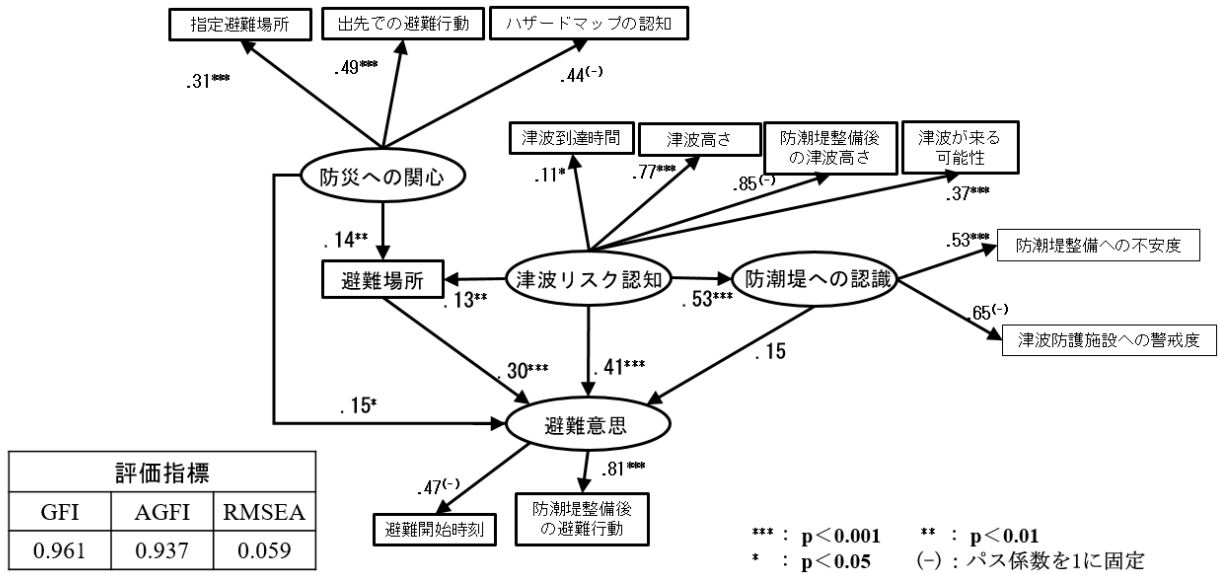 指定避難場所
出先での避難行動
ハザードマップの認知
.31***
.49***
.44(-)
防災への関心
津波到達時間
津波高さ
防潮堤整備後
の津波高さ
津波が来る
可能性
.11*
.77***
.85(-)
.37***
.14**
避難場所
.13**
津波リスク認知
.53***
防潮堤への認識
.53***
防潮堤整備への不安度
.65(-)
津波防護施設への警戒度
.30***
.41***
.15
.15*
避難意思
.47(-)
.81***
避難開始時刻
防潮堤整備後
の避難行動
評価指標
GFI AGFI RMSEA
0.961 0.937 0.059
*** : p<0.001 ** : p<0.01
* : p<0.05 (-) : パス係数を1に固定